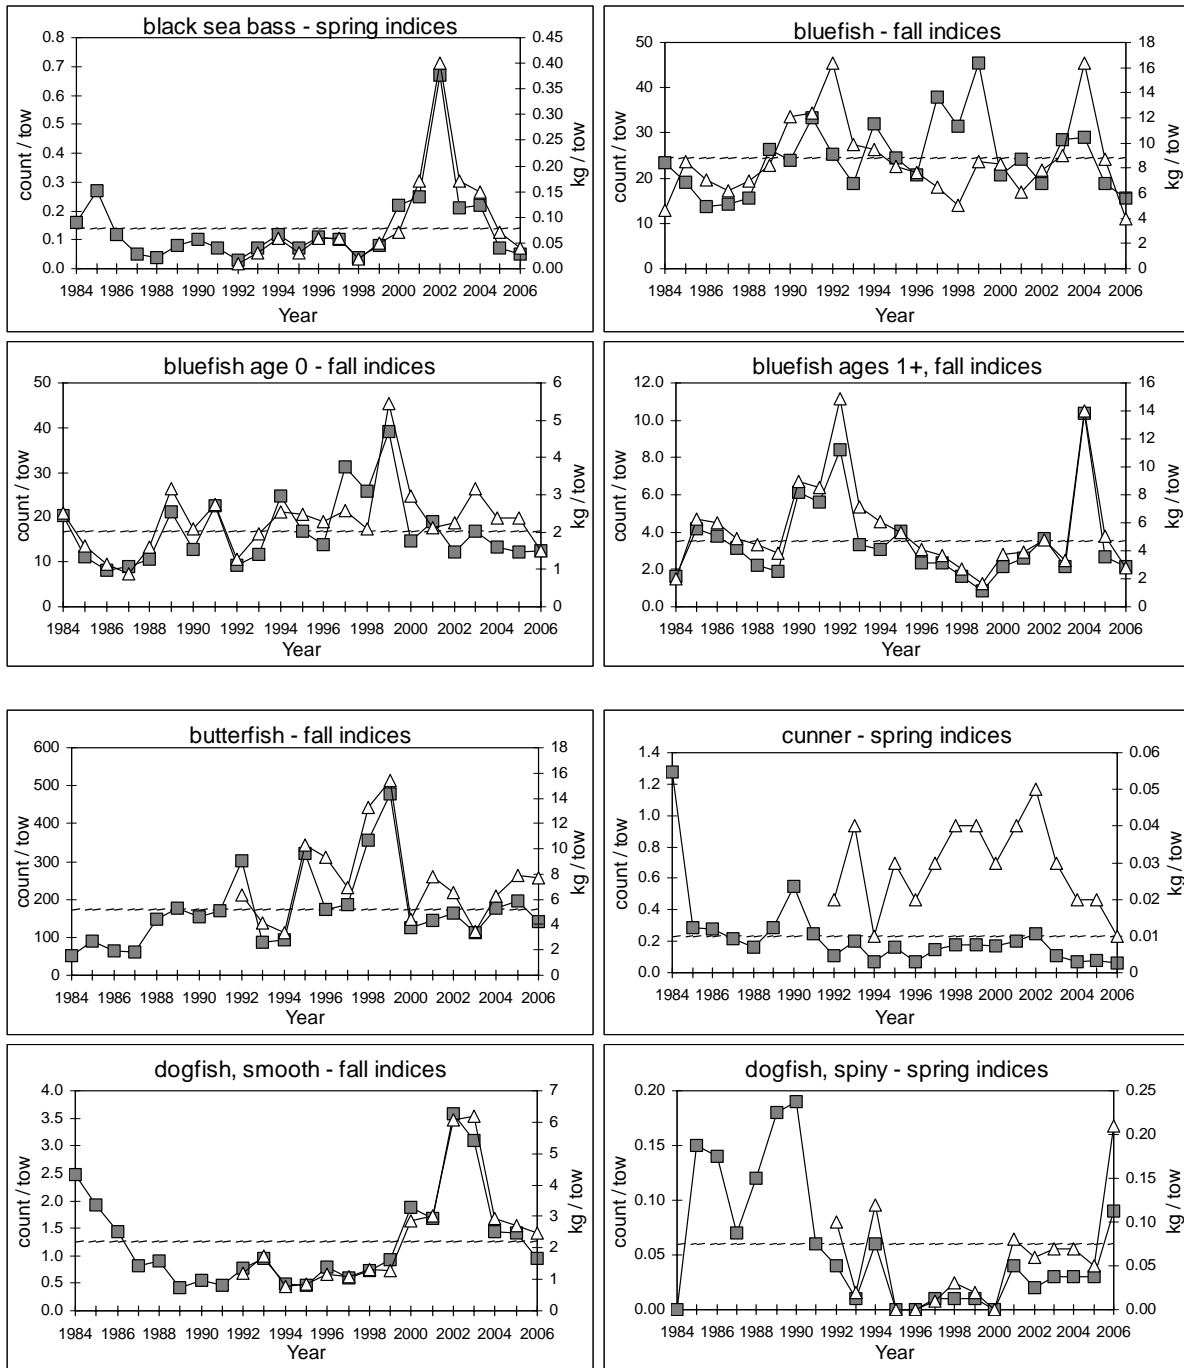 black sea bass - spring indices
0.8 0.7 0.6 0.5 0.4 0.3 0.2 0.1 0.0
count / tow
0.45 0.40 0.35 0.30 0.25 0.20 0.15 0.10 0.05 0.00
kg / tow
1984 1986 1988 1990 1992 1994 1996 1998 2000 2002 2004 2006
Year
bluefish - fall indices
50 40 30 20 10 0
count / tow
18 16 14 12 10 8 6 4 2 0
kg / tow
1984 1986 1988 1990 1992 1994 1996 1998 2000 2002 2004 2006
Year
bluefish age 0 - fall indices
50 40 30 20 10 0
count / tow
6 5 4 3 2 1 0
kg / tow
1984 1986 1988 1990 1992 1994 1996 1998 2000 2002 2004 2006
Year
bluefish ages 1+, fall indices
12.0 10.0 8.0 6.0 4.0 2.0 0.0
count / tow
16 14 12 10 8 6 4 2 0
kg / tow
1984 1986 1988 1990 1992 1994 1996 1998 2000 2002 2004 2006
Year
butterfish - fall indices
600 500 400 300 200 100 0
count / tow
18 16 14 12 10 8 6 4 2 0
kg / tow
1984 1986 1988 1990 1992 1994 1996 1998 2000 2002 2004 2006
Year
cunner - spring indices
1.4 1.2 1.0 0.8 0.6 0.4 0.2 0.0
count / tow
0.06 0.05 0.04 0.03 0.02 0.01 0
kg / tow
1984 1986 1988 1990 1992 1994 1996 1998 2000 2002 2004 2006
Year
dogfish, smooth - fall indices
4.0 3.5 3.0 2.5 2.0 1.5 1.0 0.5 0.0
count / tow
7 6 5 4 3 2 1 0
kg / tow
1984 1986 1988 1990 1992 1994 1996 1998 2000 2002 2004 2006
Year
dogfish, spiny - spring indices
0.20 0.15 0.10 0.05 0.00
count / tow
0.25 0.20 0.15 0.10 0.05 0.00
kg / tow
1984 1986 1988 1990 1992 1994 1996 1998 2000 2002 2004 2006
Year